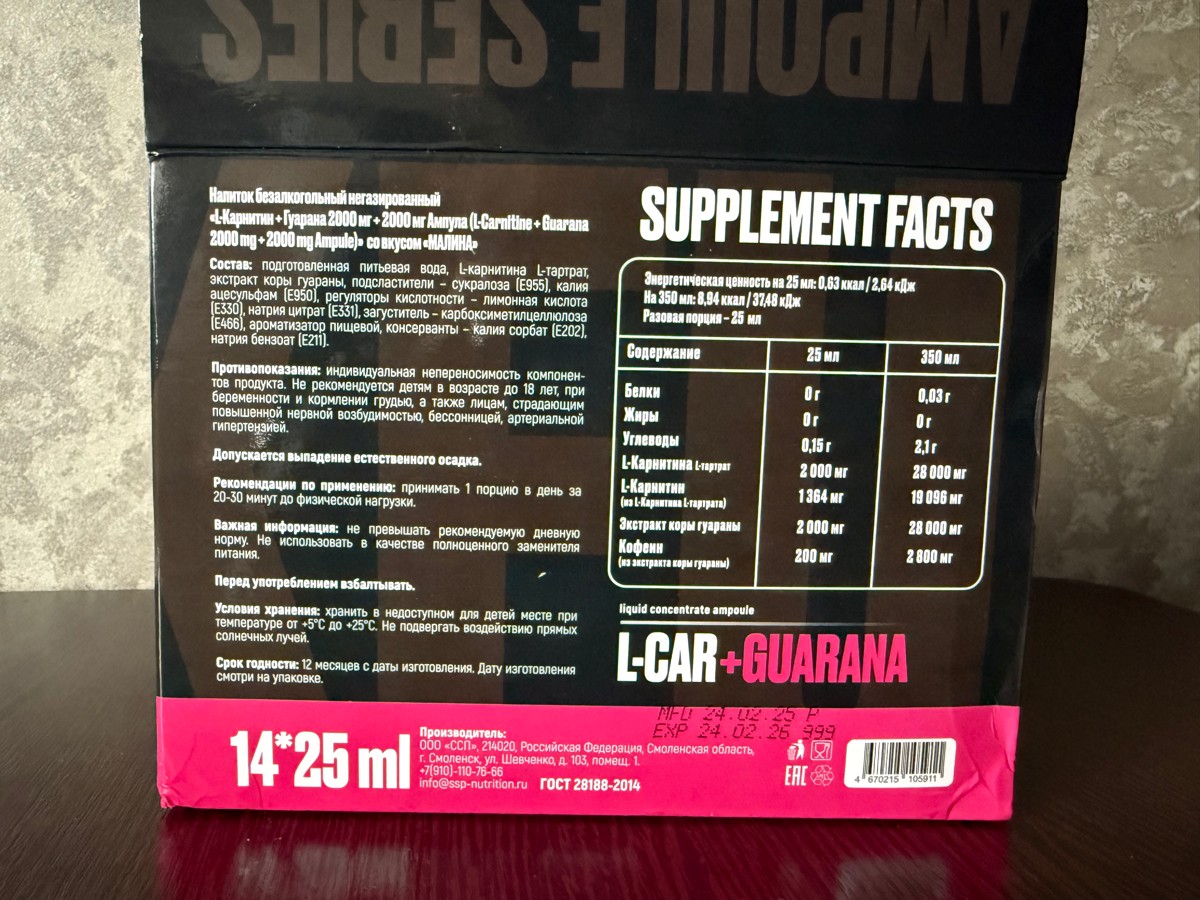 AMPOULE SERIES
Напиток безалкогольный негазированный
«L-Карнитин + Гуарана 2000 мг + 2000 мг Ампула (L-Carnitine + Guarana
2000 mg + 2000 mg Ampule)» со вкусом «МАЛИНА»
Состав: подготовленная питьевая вода, L-карнитина L-тартрат,
экстракт коры гуараны, подсластители – сукралоза (E955), калия
ацесульфам (E950), регуляторы кислотности – лимонная кислота
(E330), натрия цитрат (E331), загуститель – карбоксиметилцеллюлоза
(E466), ароматизатор пищевой, консерванты – калия сорбат (E202),
натрия бензоат (E211).
Противопоказания: индивидуальная непереносимость компонен-
тов продукта. Не рекомендуется детям в возрасте до 18 лет, при
беременности и кормлении грудью, а также лицам, страдающим
повышенной нервной возбудимостью, бессонницей, артериальной
гипертензией.
Допускается выпадение естественного осадка.
Рекомендации по применению: принимать 1 порцию в день за
20-30 минут до физической нагрузки.
Важная информация: не превышать рекомендуемую дневную
норму. Не использовать в качестве полноценного заменителя
питания.
Перед употреблением взбалтывать.
Условия хранения: хранить в недоступном для детей месте при
температуре от +5°C до +25°C. Не подвергать воздействию прямых
солнечных лучей.
Срок годности: 12 месяцев с даты изготовления. Дату изготовления
смотри на упаковке.
SUPPLEMENT FACTS
Энергетическая ценность на 25 мл: 0,63 ккал / 2,64 кДж
На 350 мл: 8,94 ккал / 37,48 кДж
Разовая порция – 25 мл
Содержание 25 мл 350 мл
Белки 0 г 0,03 г
Жиры 0 г 0 г
Углеводы 0,15 г 2,1 г
L-Карнитина L-тартрат 2 000 мг 28 000 мг
L-Карнитин 1 364 мг 19 096 мг
(из L-Карнитина L-тартрата)
Экстракт коры гуараны 2 000 мг 28 000 мг
Кофеин 200 мг 2 800 мг
(из экстракта коры гуараны)
liquid concentrate ampoule
L-CAR+GUARANA
MFD 24.02.25 P
EXP 24.02.26 999
14*25 ml
Производитель:
ООО «ССП», 214020, Российская Федерация, Смоленская область,
г. Смоленск, ул. Шевченко, д. 103, помещ. 1.
+7(910)-110-76-66
info@ssp-nutrition.ru ГОСТ 28188-2014
EAC
4 670215 105911